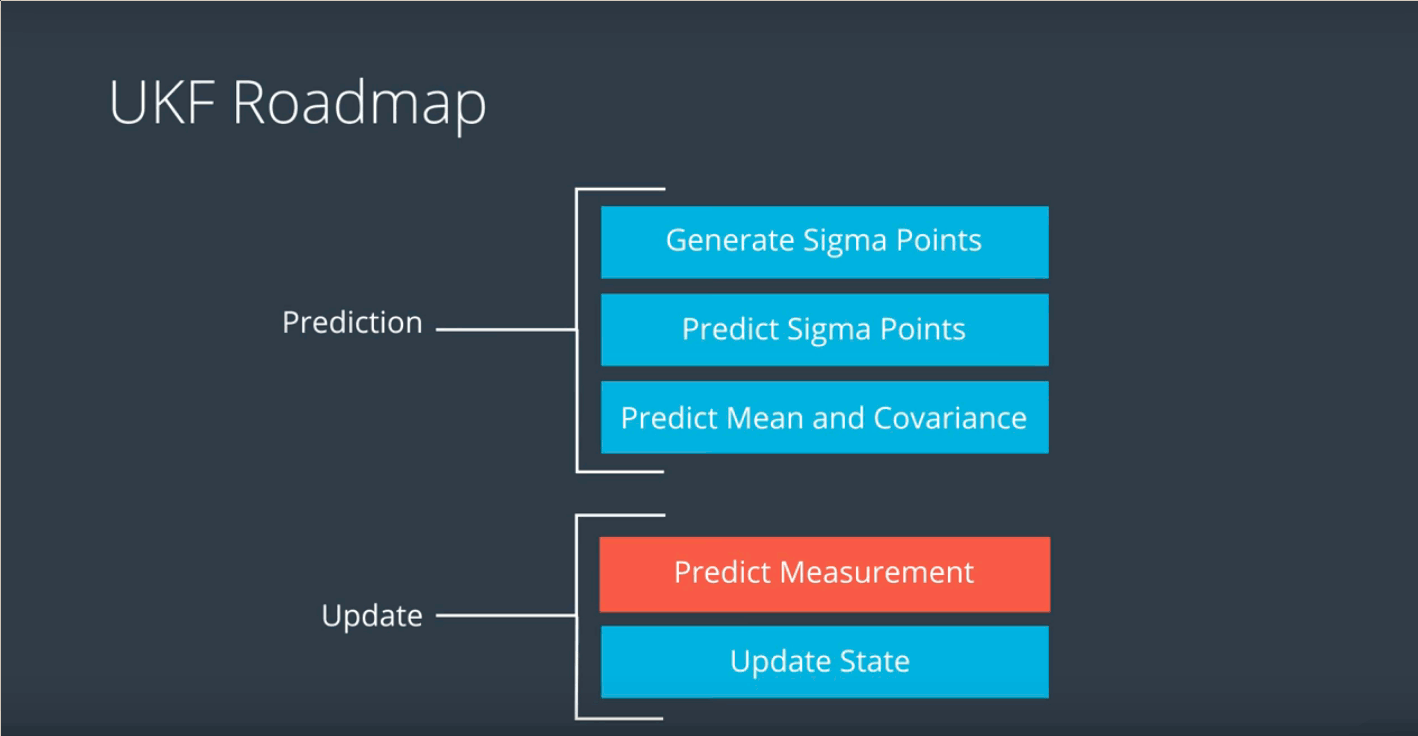 UKF Roadmap
Prediction
Generate Sigma Points
Predict Sigma Points
Predict Mean and Covariance
Update
Predict Measurement
Update State